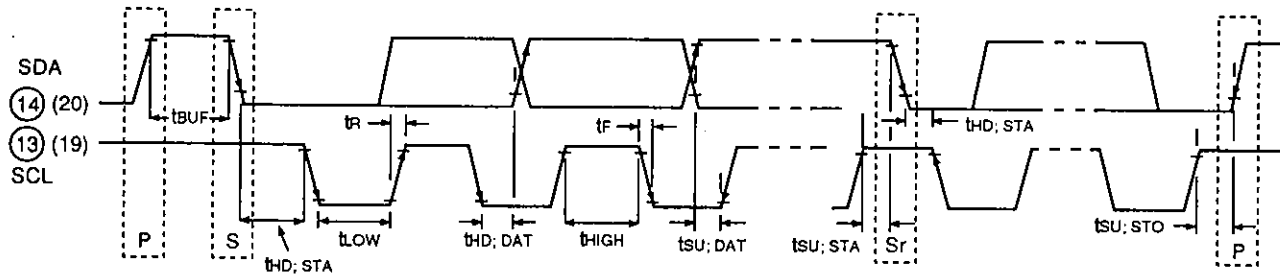 SDA
14 (20)
tBUF
tR
tF
tHD; STA
13 (19)
SCL
P
S
tLOW
tHD; DAT
tHIGH
tSU; DAT
tSU; STA
Sr
tSU; STO
P
tHD; STA